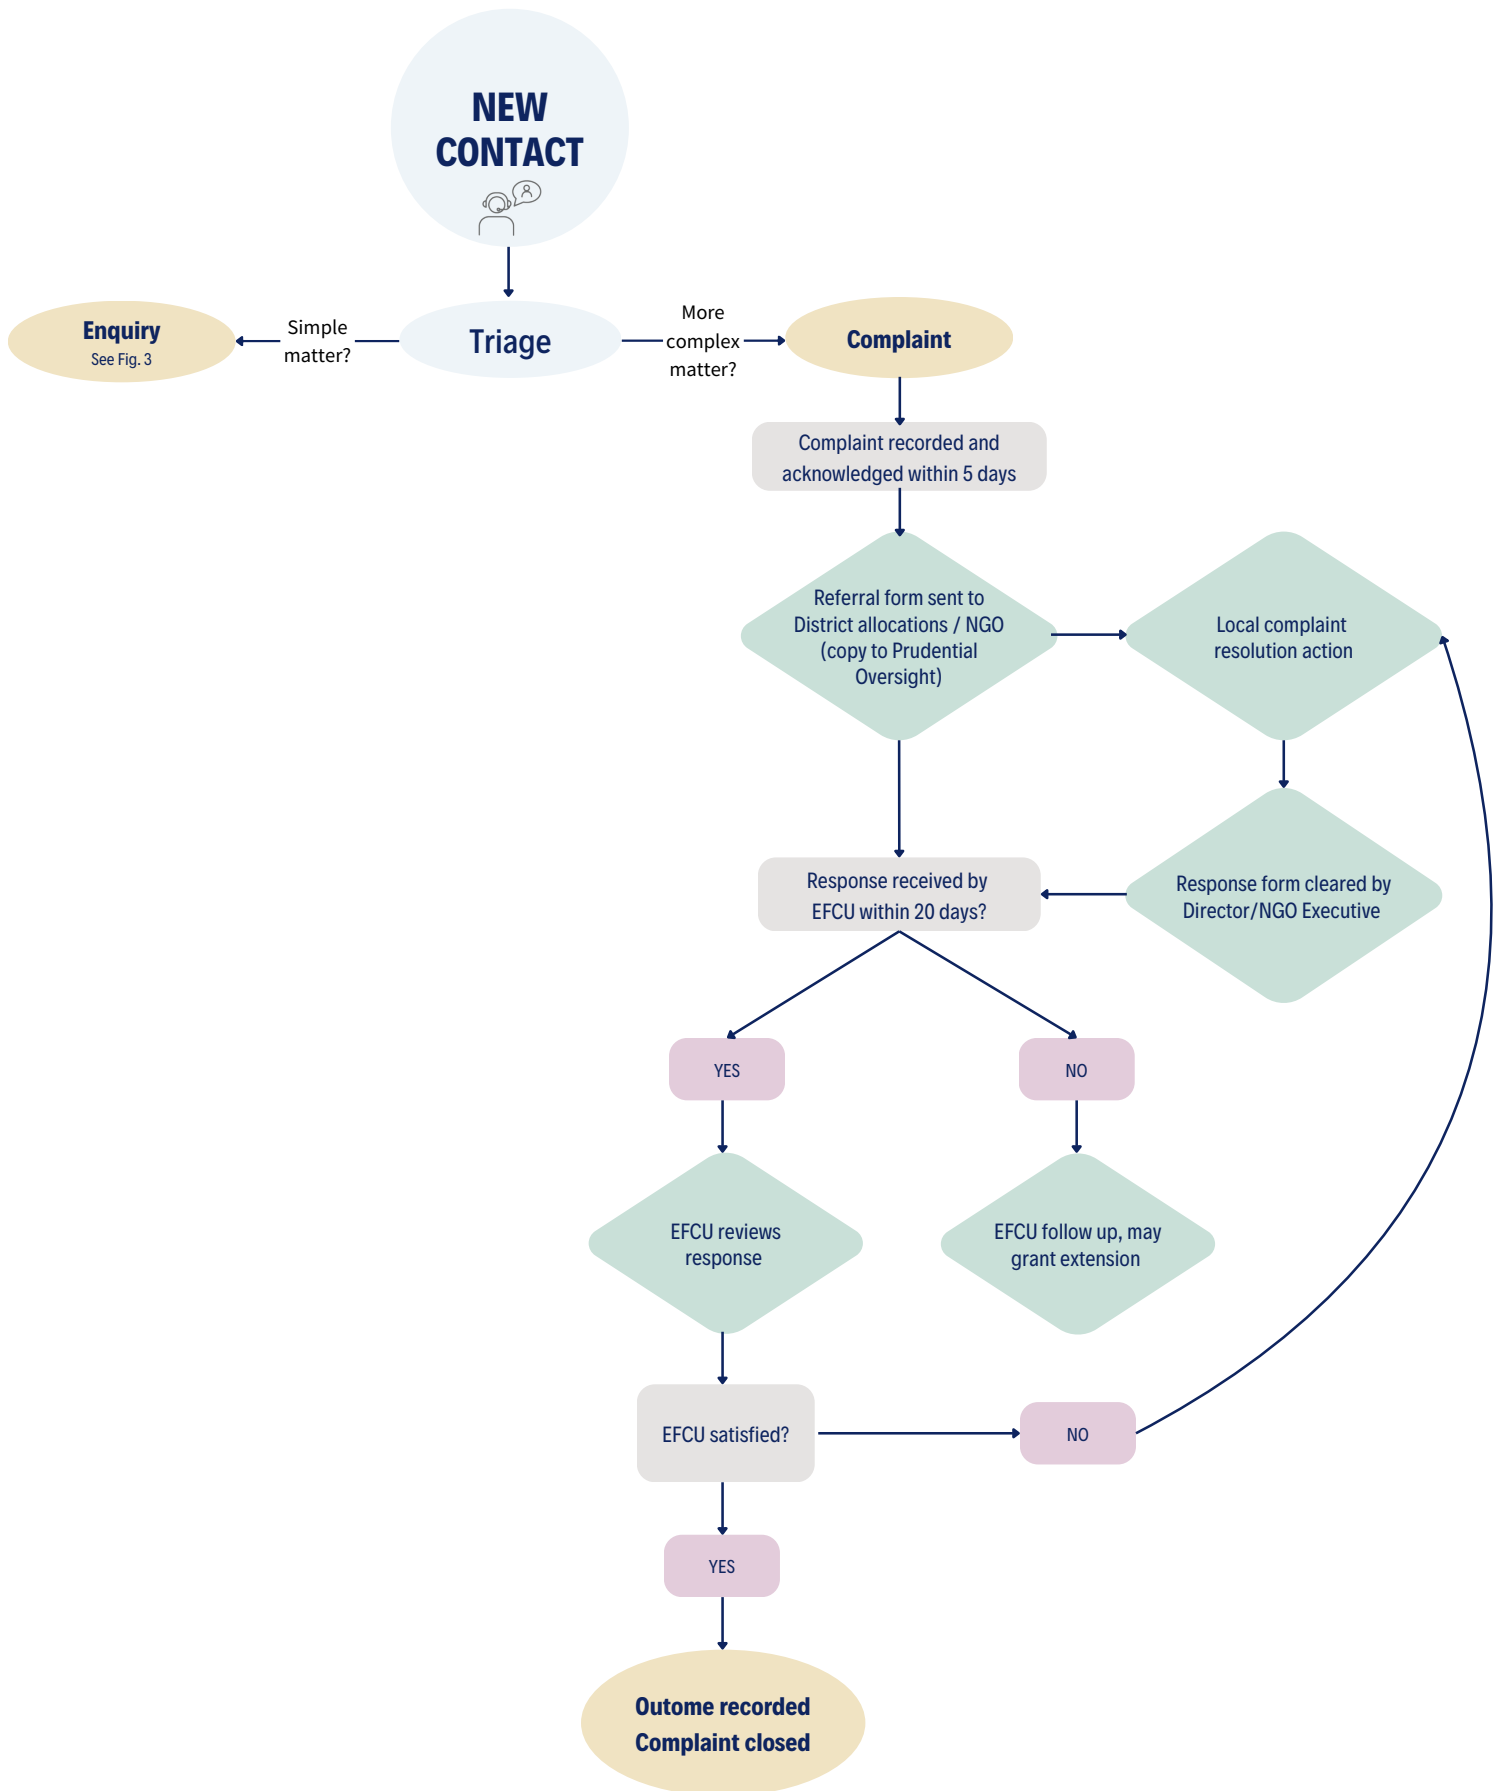 NEW
CONTACT
Enquiry
See Fig. 3
Simple
matter?
Triage
More
complex
matter?
Complaint
Complaint recorded and
acknowledged within 5 days
Referral form sent to
District allocations / NGO
(copy to Prudential
Oversight)
Local complaint
resolution action
Response received by
EFCU within 20 days?
Response form cleared by
Director/NGO Executive
YES
NO
EFCU reviews
response
EFCU follow up, may
grant extension
EFCU satisfied?
NO
YES
Outome recorded
Complaint closed